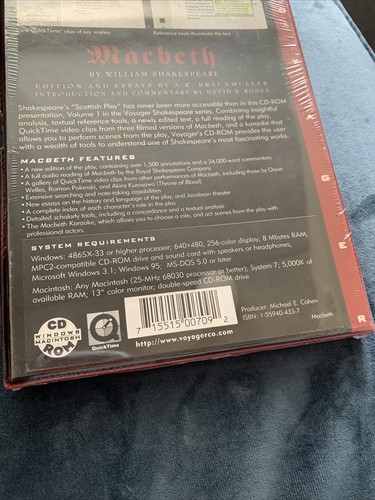 QuickTime clips of key scenes
Reference tools illuminate the text
Macbeth
BY WILLIAM SHAKESPEARE
EDITION AND ESSAYS BY A.R. BRAUNMULLER
INTRODUCTION AND COMMENTARY BY DAVID S. RODES
Shakespeare's "Scottish Play" has never been more accessible than in this CD-ROM
presentation, Volume 1 in the Voyager Shakespeare series. Combining insightful
analysis, textual reference tools, a newly edited text, a full reading of the play,
QuickTime video clips from three filmed versions of Macbeth, and a karaoke that
allows you to perform scenes from the play, Voyager's CD-ROM provides the user
with a wealth of tools to understand one of Shakespeare's most fascinating works.
MACBETH FEATURES
• A new edition of the play, containing over 1,500 annotations and a 24,000-word commentary
• A full audio reading of Macbeth by the Royal Shakespeare Company
• A gallery of QuickTime video clips from other performances of Macbeth, including those by Orson
Welles, Roman Polanski, and Akira Kurosawa (Throne of Blood)
• Extensive searching and note-taking capabilities
• New essays on the history and language of the play, and Jacobean theater
• A complete index of each character's role in the play
• Detailed scholarly tools, including a concordance and a textual analysis
• The Macbeth Karaoke, which allows you to choose a role, and act scenes from the play with
professional actors.
SYSTEM REQUIREMENTS
Windows: 486SX-33 or higher processor; 640×480, 256-color display; 8 Mbytes RAM;
MPC2-compatible CD-ROM drive and sound card with speakers or headphones;
Microsoft Windows 3.1; Windows 95; MS-DOS 5.0 or later
Macintosh: Any Macintosh (25-MHz 68030 processor or better); System 7; 5,000K of
available RAM; 13" color monitor; double-speed CD-ROM drive
CD
WINDOWS
MACINTOSH
ROM
QuickTime
7 15515 00709 2
http://www.voyagerco.com
Producer: Michael E. Cohen
ISBN: 1-55940-433-7
Macbeth
A
G
E
R